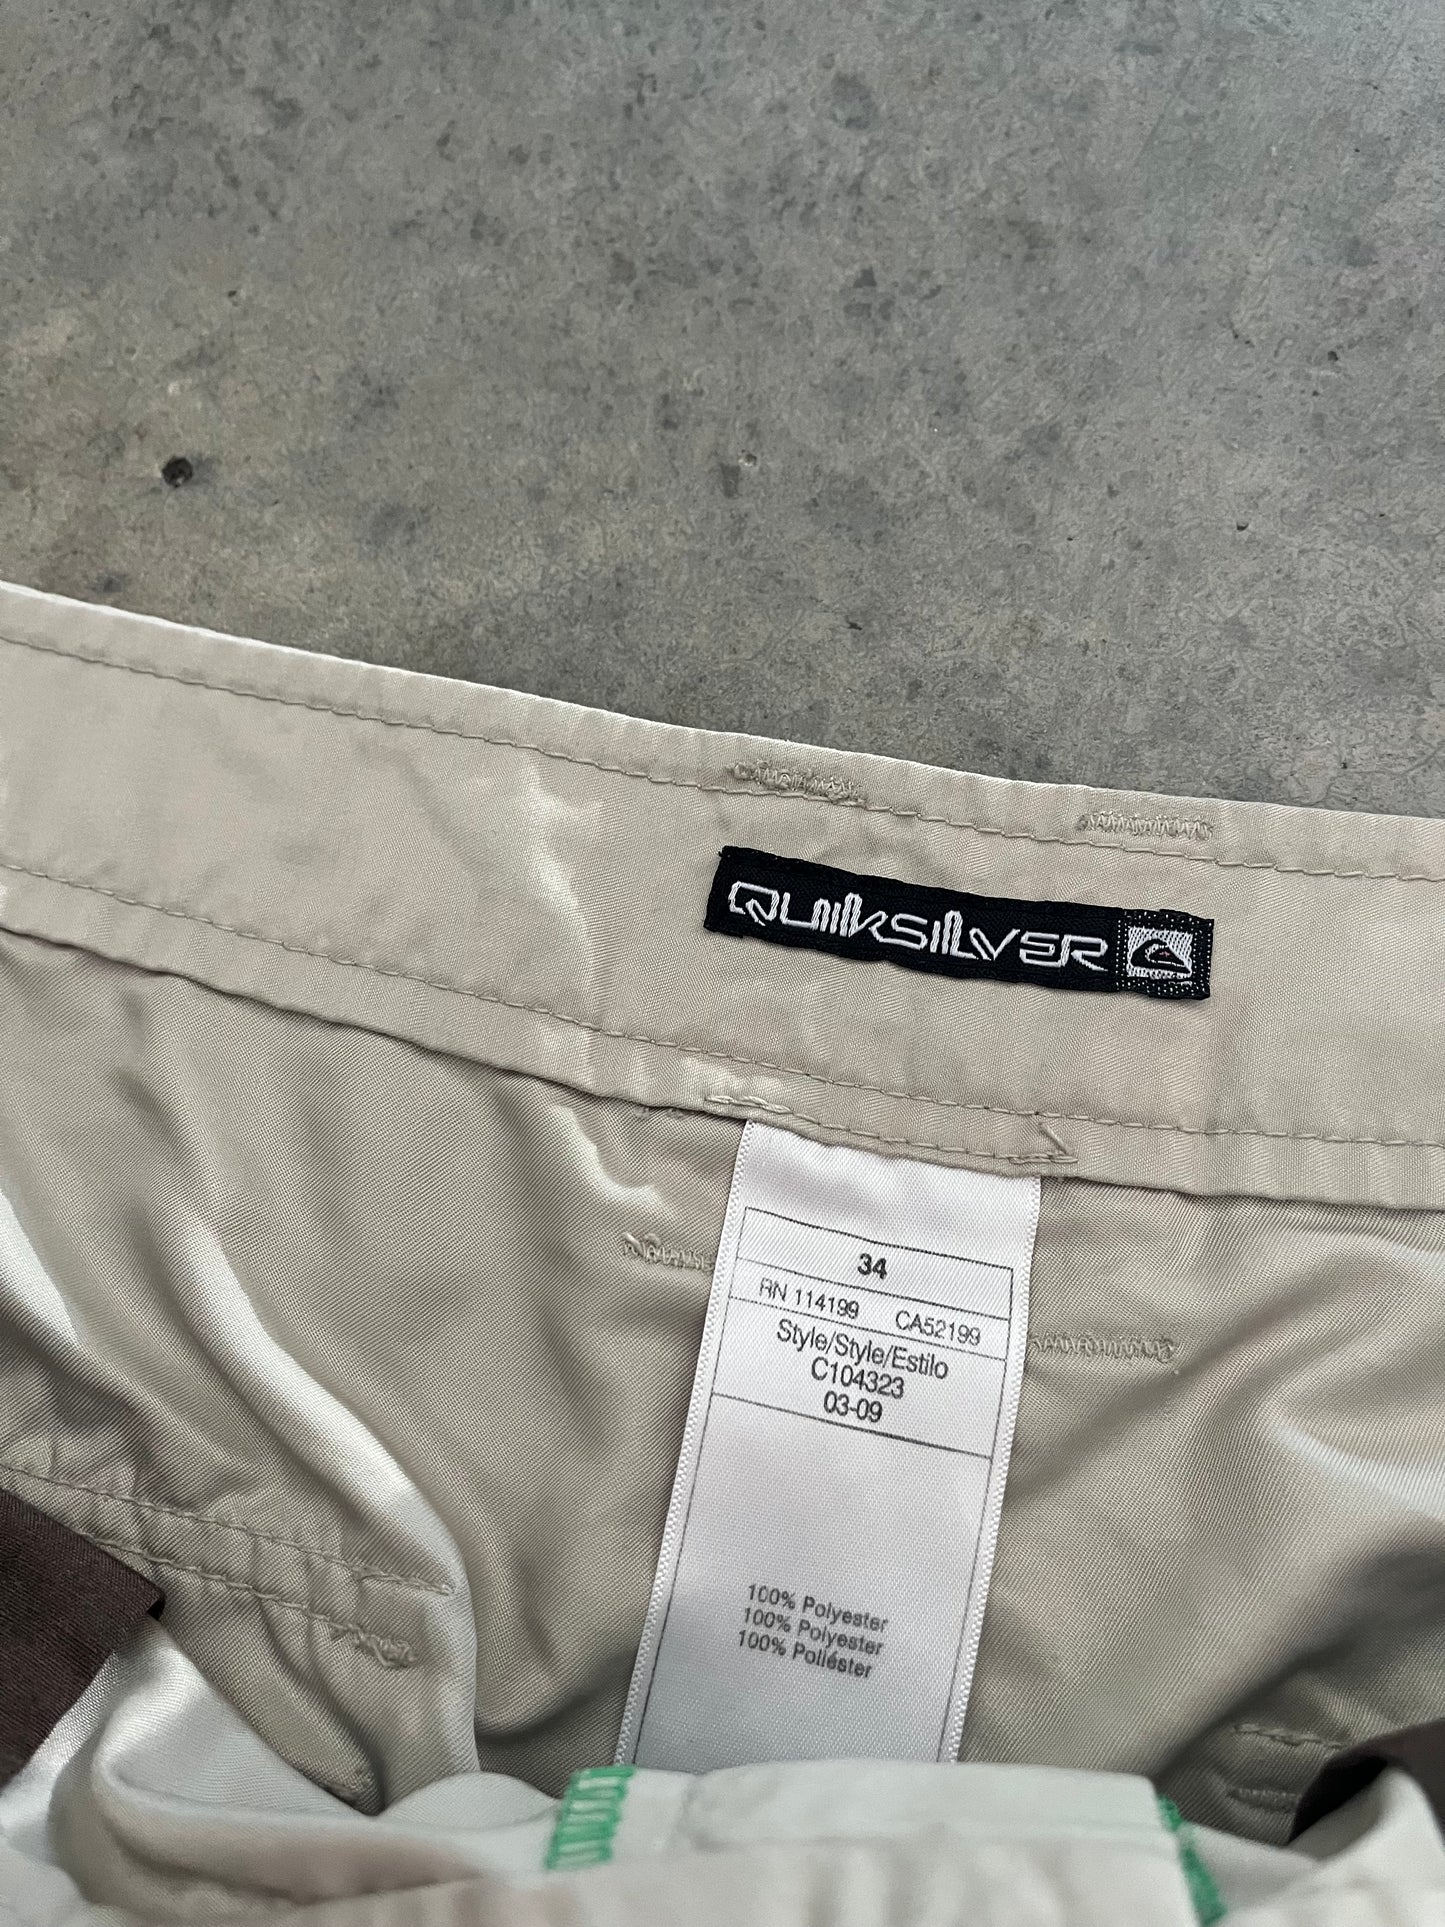 QUIKSILVER
34
RN 114199 CA52199
Style/Style/Estilo
C104323
03-09
100% Polyester
100% Polyester
100% Poliéster